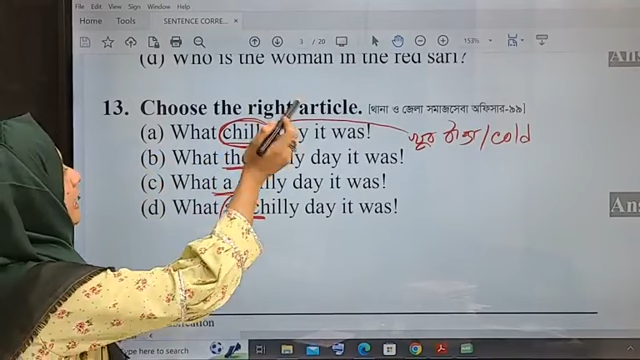 File Edit View Sign Window Help
Home Tools SENTENCE CORRE... ×
3 / 20 153%
(d) Who is the woman in the red sari?
Ans
13. Choose the right article. [থানা ও জেলা সমাজসেবা অফিসার-৯৯]
(a) What chilly day it was!
খুব ঠান্ডা/cold
(b) What the chilly day it was!
(c) What a chilly day it was!
(d) What chilly day it was!
Ans
type here to search